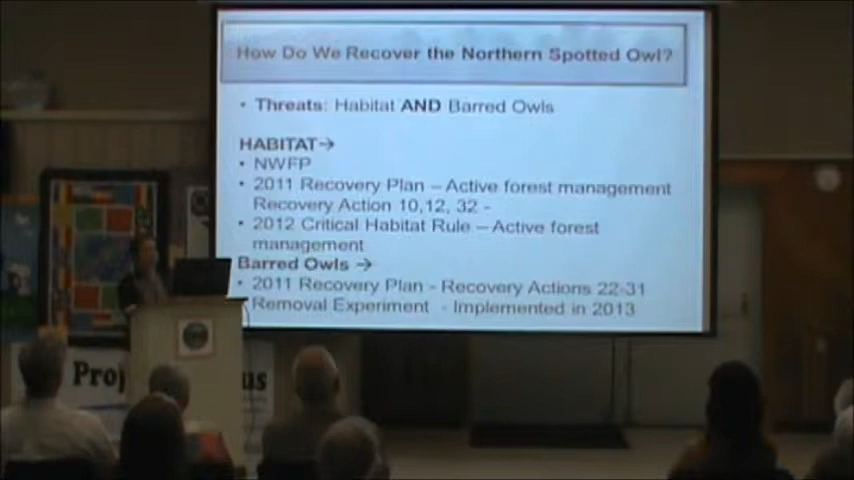 How Do We Recover the Northern Spotted Owl?
• Threats: Habitat AND Barred Owls
HABITAT→
• NWFP
• 2011 Recovery Plan – Active forest management
Recovery Action 10,12, 32 -
• 2012 Critical Habitat Rule – Active forest
management
Barred Owls →
• 2011 Recovery Plan - Recovery Actions 22-31
Removal Experiment - Implemented in 2013
Pro
us